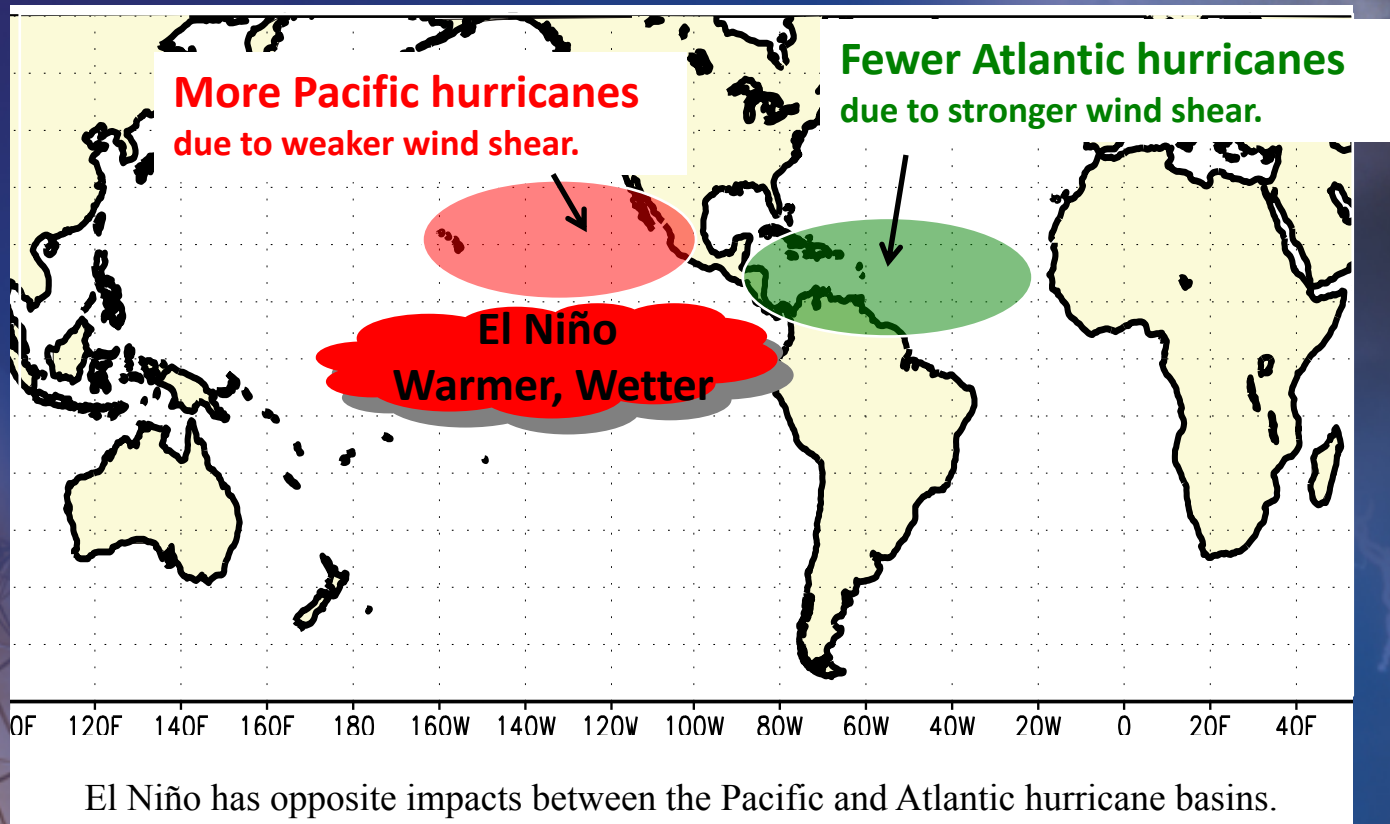 More Pacific hurricanes
due to weaker wind shear.
Fewer Atlantic hurricanes
due to stronger wind shear.
El Niño
Warmer, Wetter
0E 120E 140E 160E 180 160W 140W 120W 100W 80W 60W 40W 20W 0 20E 40E
El Niño has opposite impacts between the Pacific and Atlantic hurricane basins.